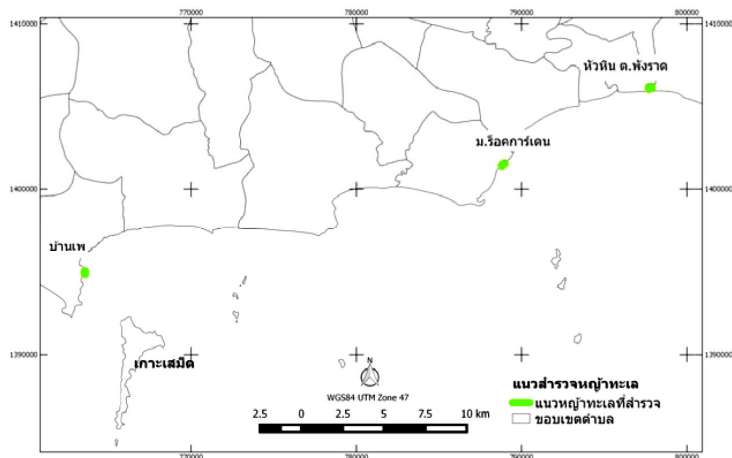 770000 780000 790000 800000
1410000 1410000
หัวหิน ต.พังราด
ม.ร็อคการ์เดน
1400000 1400000
บ้านเพ
1390000 1390000
เกาะเสม็ด
N
WGS84 UTM Zone 47
2.5 0 2.5 5 7.5 10 km
แนวสำรวจหญ้าทะเล
แนวหญ้าทะเลที่สำรวจ
ขอบเขตตำบล
770000 780000 790000 800000